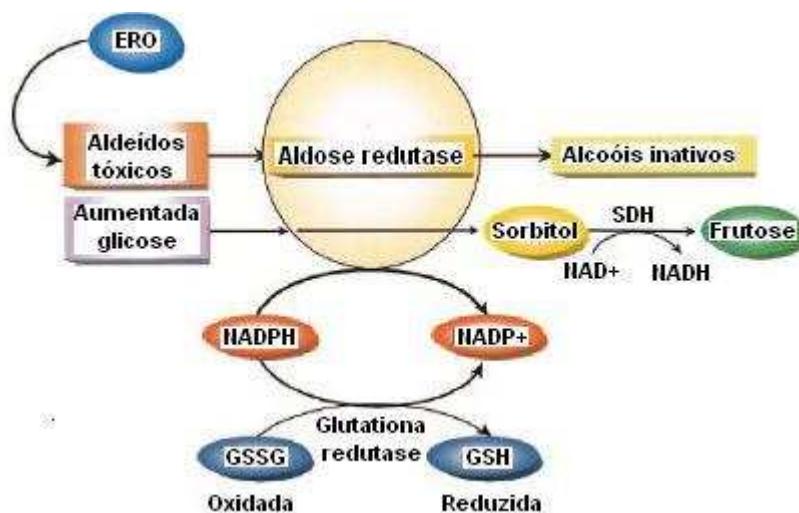 ERO
Aldeídos
tóxicos
Aldose redutase
Alcoóis inativos
Aumentada
glicose
Sorbitol
SDH
Frutose
NAD+
NADH
NADPH
NADP+
Glutationa
redutase
GSSG
GSH
Oxidada
Reduzida